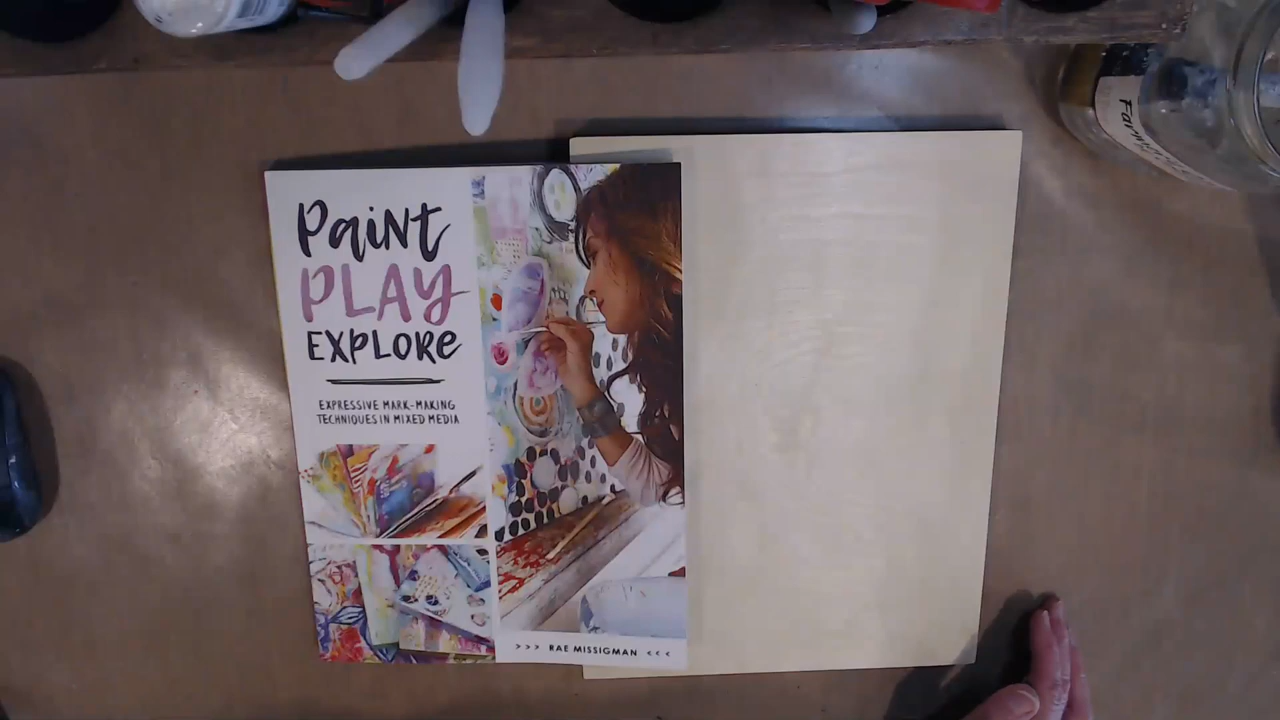 Paint
PLAY
EXPLORE
EXPRESSIVE MARK-MAKING
TECHNIQUES IN MIXED MEDIA
>>> RAE MISSIGMAN <<<